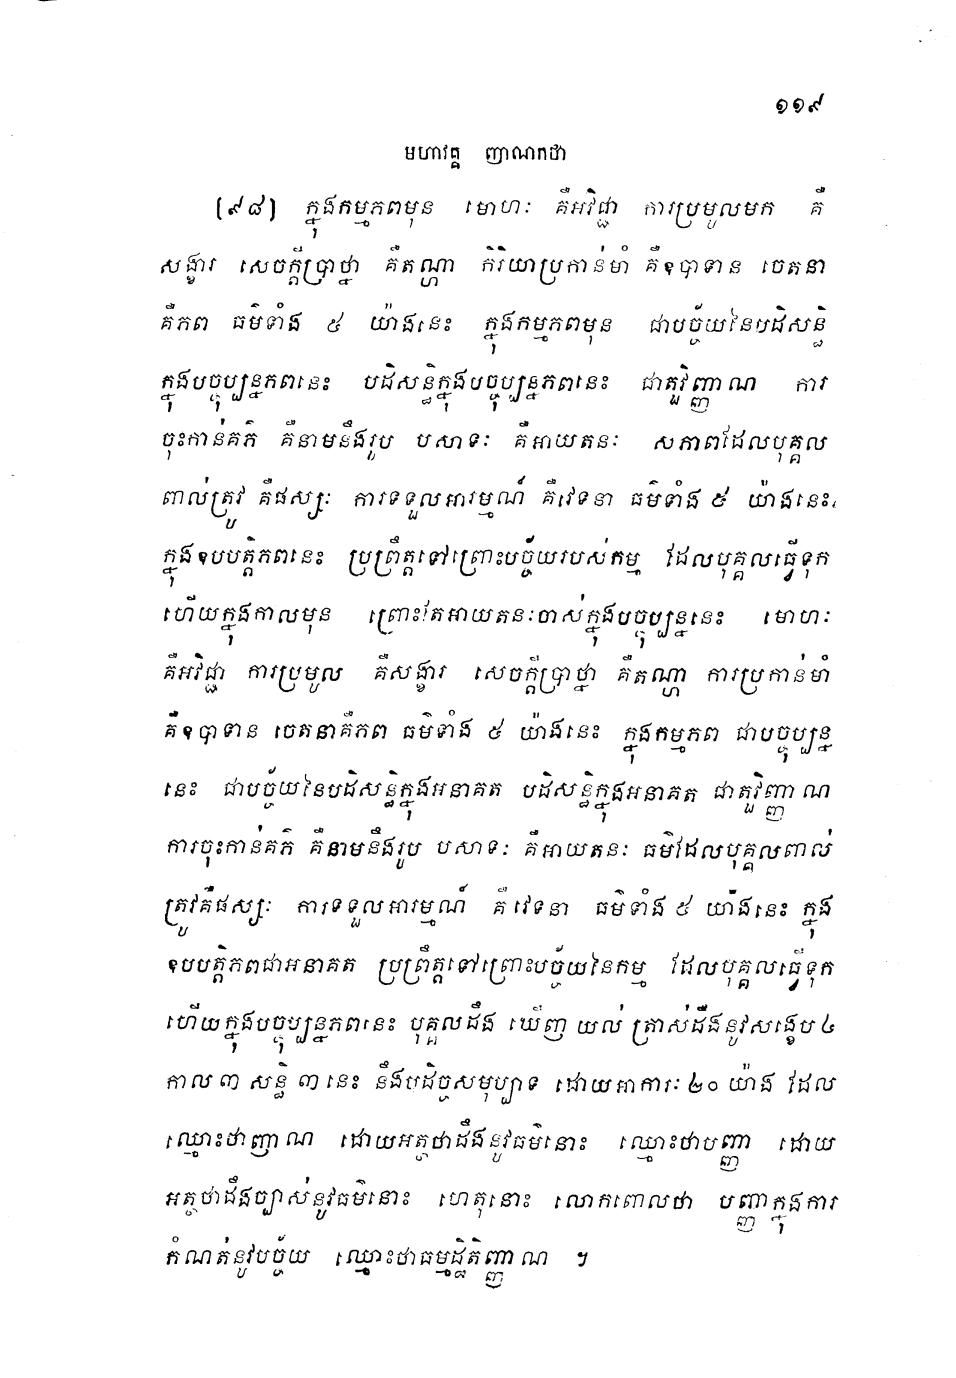 ១១៩
មហាវគ្គ ញាណកថា
(៩៨) ក្នុងកម្មភពមុន មោហៈ គឺអវិជ្ជា ការប្រមូលមក គឺ
សង្ខារ សេចក្តីប្រាថ្នា គឺតណ្ហា កិរិយាប្រកាន់មាំ គឺឧបាទាន ចេតនា
គឺភព ធម៌ទាំង ៥ យ៉ាងនេះ ក្នុងកម្មភពមុន ជាបច្ច័យនៃបដិសន្ធិ
ក្នុងបច្ចុប្បន្នភពនេះ បដិសន្ធិក្នុងបច្ចុប្បន្នភពនេះ ជាតួវិញ្ញាណ ការ
ចុះកាន់គភ៌ គឺនាមនឹងរូប បសាទៈ គឺអាយតនៈ សភាពដែលបុគ្គល
ពាល់ត្រូវ គឺផស្សៈ ការទទួលអារម្មណ៍ គឺវេទនា ធម៌ទាំង ៥ យ៉ាងនេះ
ក្នុងឧបបត្តិភពនេះ ប្រព្រឹត្តទៅព្រោះបច្ច័យរបស់កម្ម ដែលបុគ្គលធ្វើទុក
ហើយក្នុងកាលមុន ព្រោះតែអាយតនៈចាស់ក្នុងបច្ចុប្បន្ននេះ មោហៈ
គឺអវិជ្ជា ការប្រមូល គឺសង្ខារ សេចក្តីប្រាថ្នា គឺតណ្ហា ការប្រកាន់មាំ
គឺឧបាទាន ចេតនាគឺភព ធម៌ទាំង ៥ យ៉ាងនេះ ក្នុងកម្មភព ជាបច្ចុប្បន្ន
នេះ ជាបច្ច័យនៃបដិសន្ធិក្នុងអនាគត បដិសន្ធិក្នុងអនាគត ជាតួវិញ្ញាណ
ការចុះកាន់គភ៌ គឺនាមនឹងរូប បសាទៈ គឺអាយតនៈ ធម៌ដែលបុគ្គលពាល់
ត្រូវគឺផស្សៈ ការទទួលអារម្មណ៍ គឺវេទនា ធម៌ទាំង ៥ យ៉ាងនេះ ក្នុង
ឧបបត្តិភពជាអនាគត ប្រព្រឹត្តទៅព្រោះបច្ច័យនៃកម្ម ដែលបុគ្គលធ្វើទុក
ហើយក្នុងបច្ចុប្បន្នភពនេះ បុគ្គលដឹង ឃើញ យល់ ត្រាស់ដឹងនូវសង្ខេប ៤
កាល ៣ សន្ធិ ៣ នេះ នឹងបដិច្ចសមុប្បាទ ដោយអាការៈ ២០ យ៉ាង ដែល
ឈ្មោះថាញាណ ដោយអត្ថថាដឹងនូវធម៌នោះ ឈ្មោះថាបញ្ញា ដោយ
អត្ថថាដឹងច្បាស់នូវធម៌នោះ ហេតុនោះ លោកពោលថា បញ្ញាក្នុងការ
កំណត់នូវបច្ច័យ ឈ្មោះថាធម្មដ្ឋិតិញ្ញាណ ។